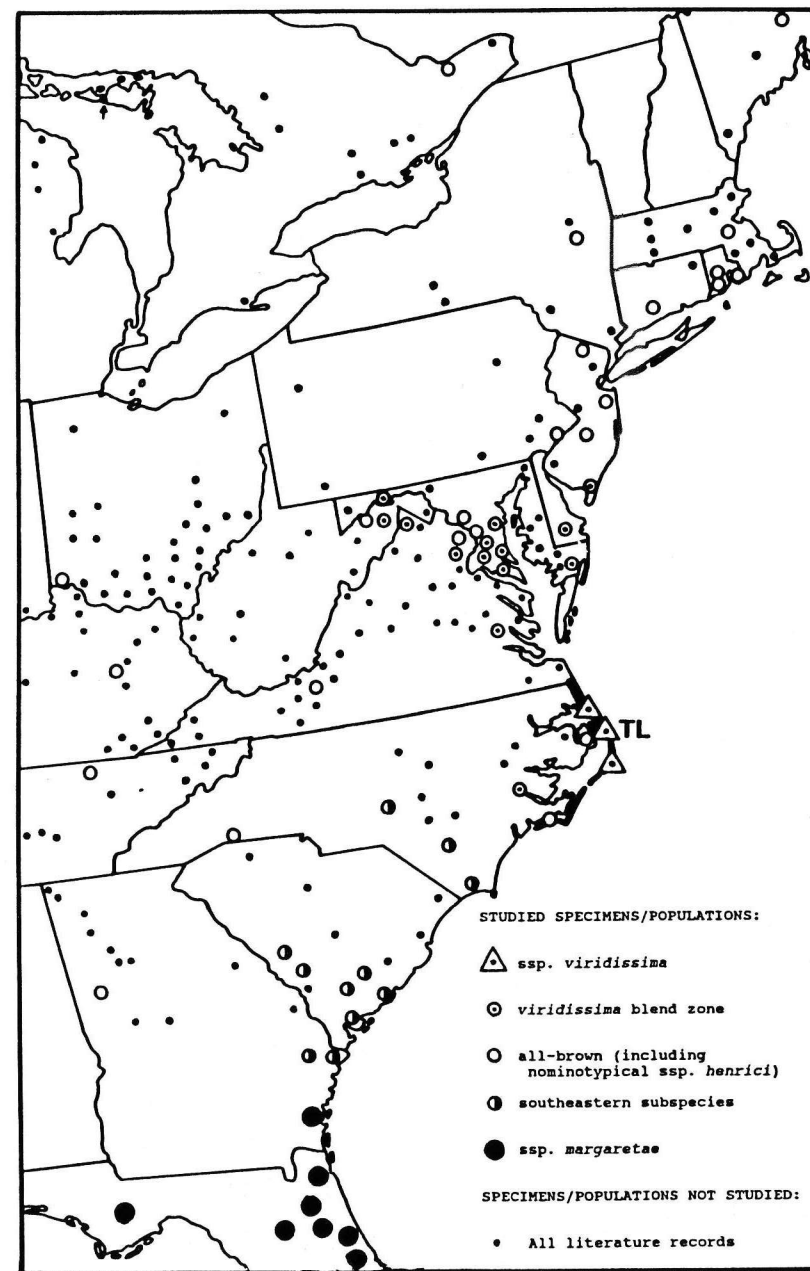 TL
STUDIED SPECIMENS/POPULATIONS:
ssp. viridissima
viridissima blend zone
all-brown (including
nominotypical ssp. henrici)
southeastern subspecies
ssp. margaretae
SPECIMENS/POPULATIONS NOT STUDIED:
All literature records